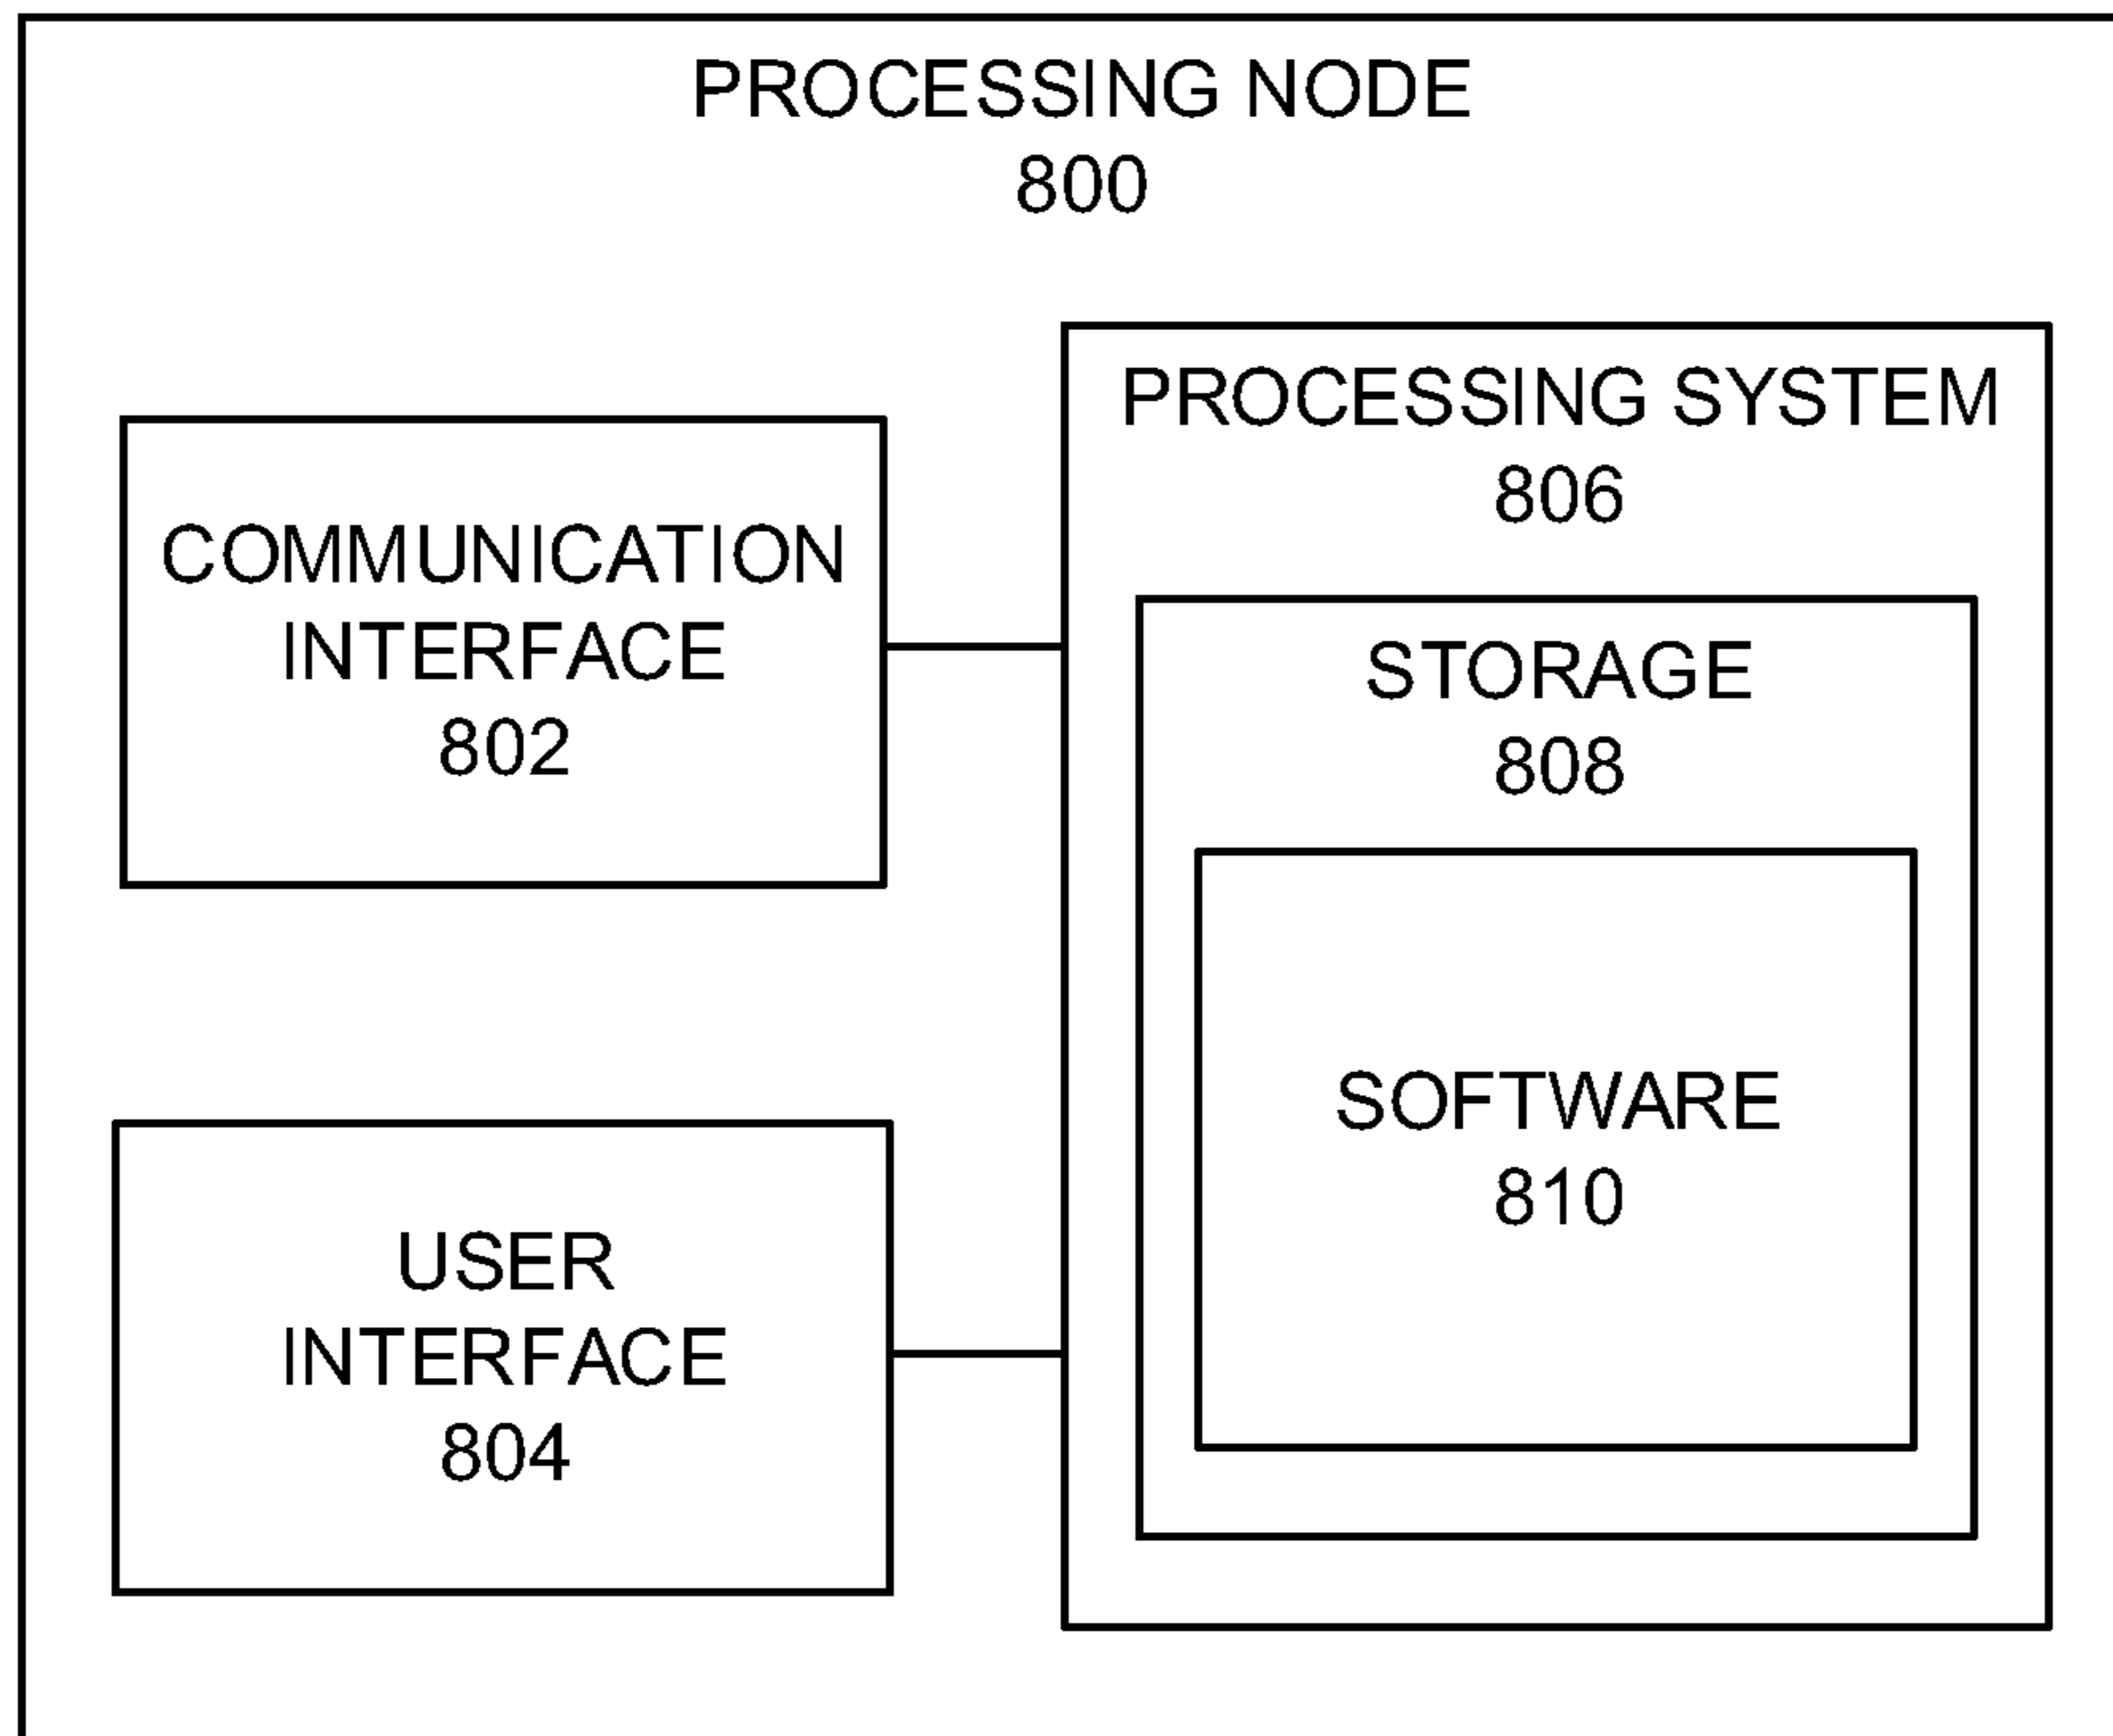 PROCESSING NODE
800
PROCESSING SYSTEM
806
COMMUNICATION
INTERFACE
802
STORAGE
808
SOFTWARE
810
USER
INTERFACE
804